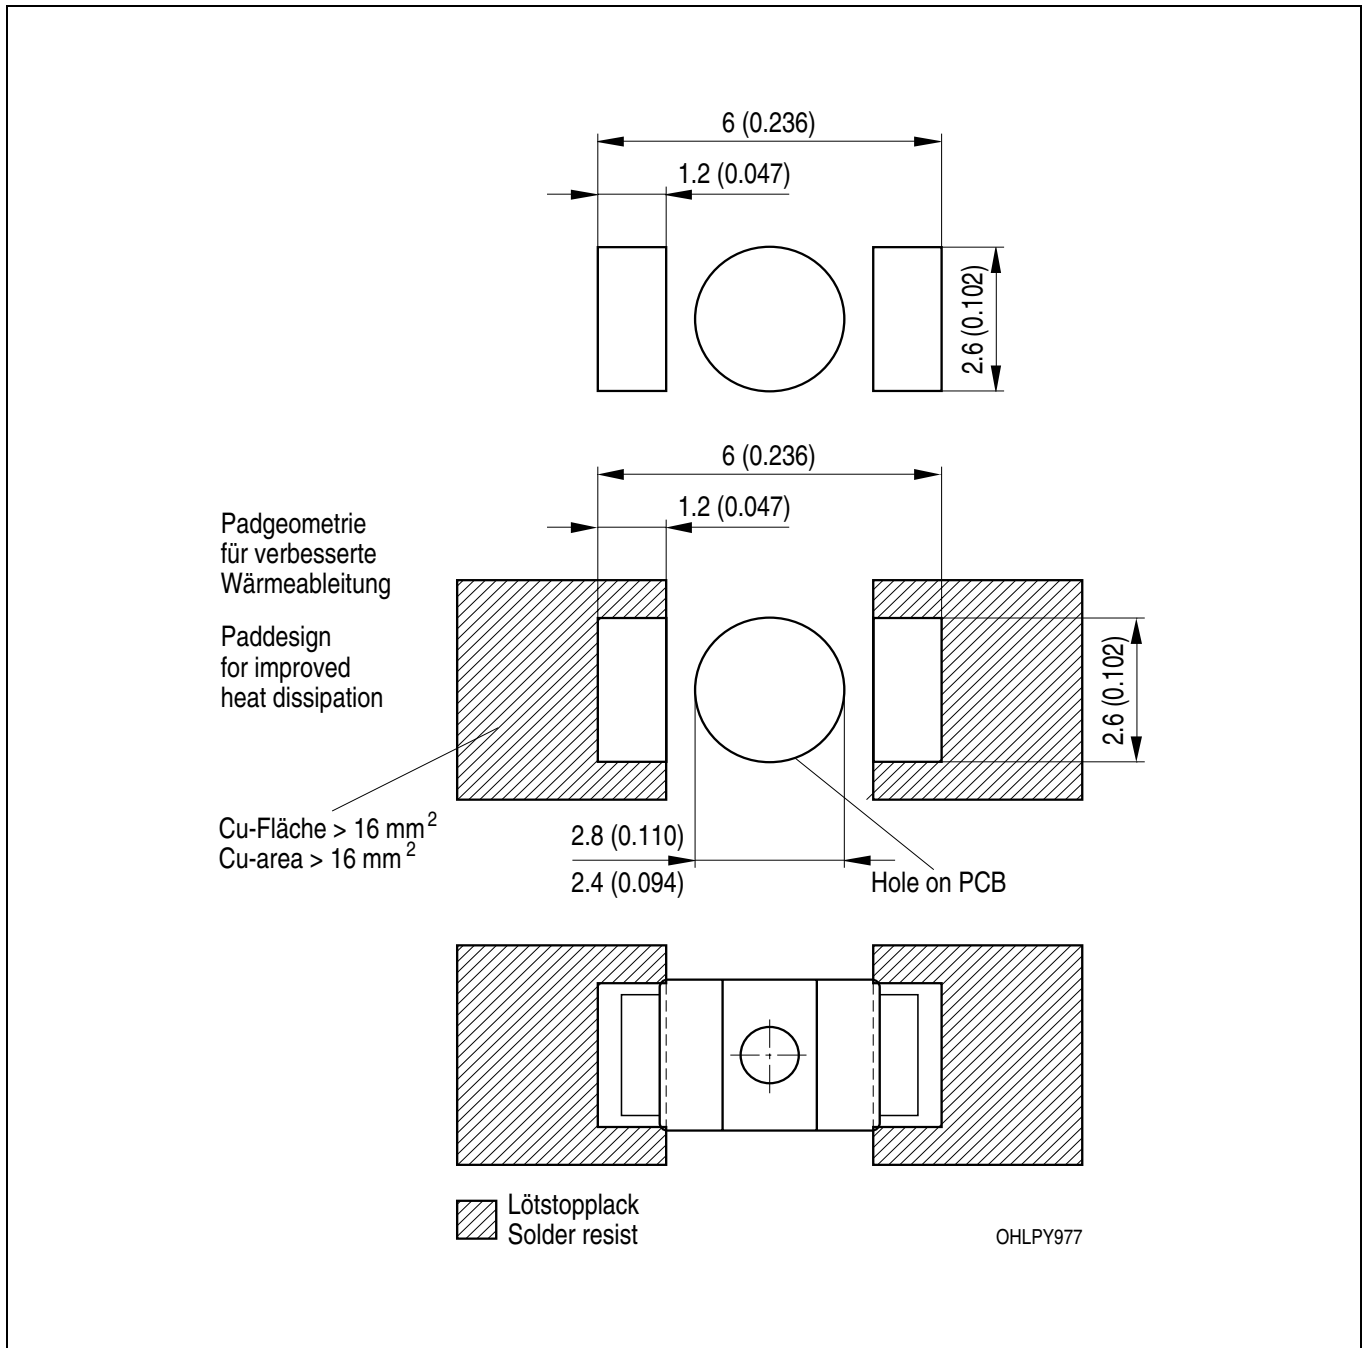 6 (0.236)
1.2 (0.047)
2.6 (0.102)
6 (0.236)
1.2 (0.047)
Padgeometrie
für verbesserte
Wärmeableitung
Paddesign
for improved
heat dissipation
2.6 (0.102)
Cu-Fläche > 16 mm²
Cu-area > 16 mm²
2.8 (0.110)
2.4 (0.094)
Hole on PCB
Lötstopplack
Solder resist
OHLPY977